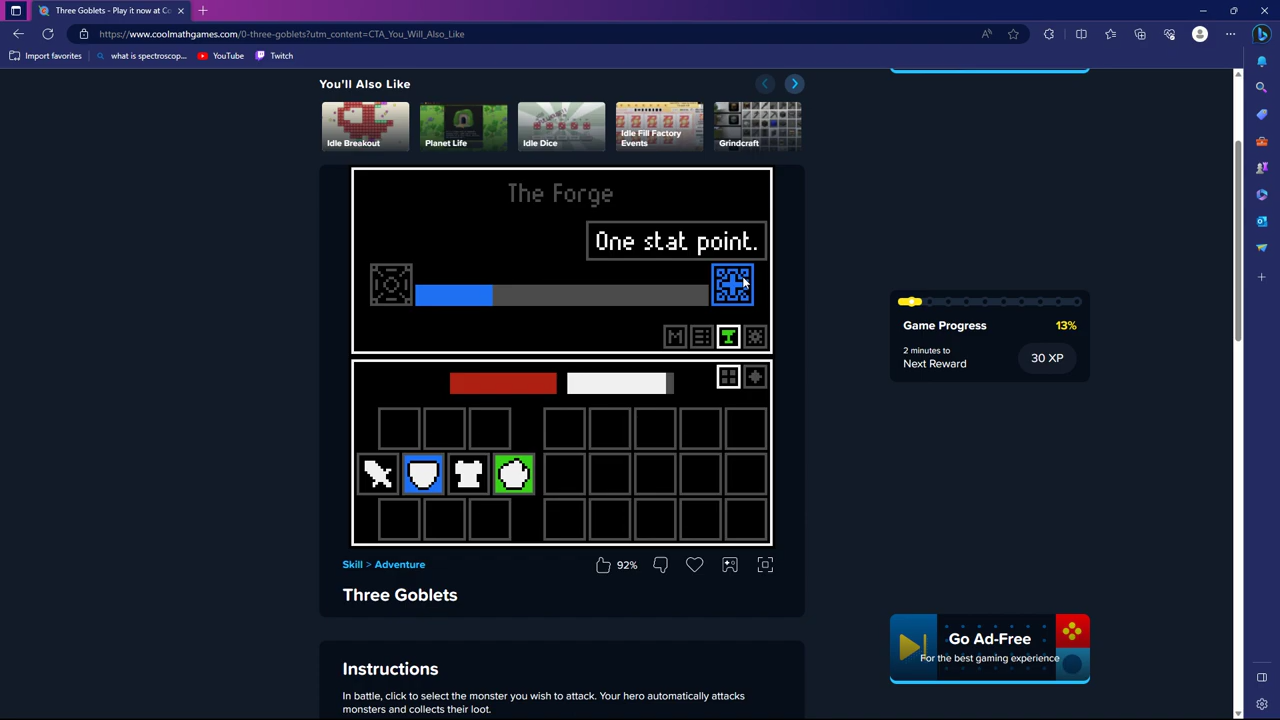 Three Goblets - Play it now at Co
https://www.coolmathgames.com/0-three-goblets?utm_content=CTA_You_Will_Also_Like
Import favorites
what is spectroscop...
YouTube
Twitch
You'll Also Like
Idle Breakout
Planet Life
Idle Dice
Idle Fill Factory
Events
Grindcraft
The Forge
One stat point.
Game Progress
13%
2 minutes to
Next Reward
30 XP
Skill > Adventure
92%
Three Goblets
Go Ad-Free
For the best gaming experience
Instructions
In battle, click to select the monster you wish to attack. Your hero automatically attacks
monsters and collects their loot.